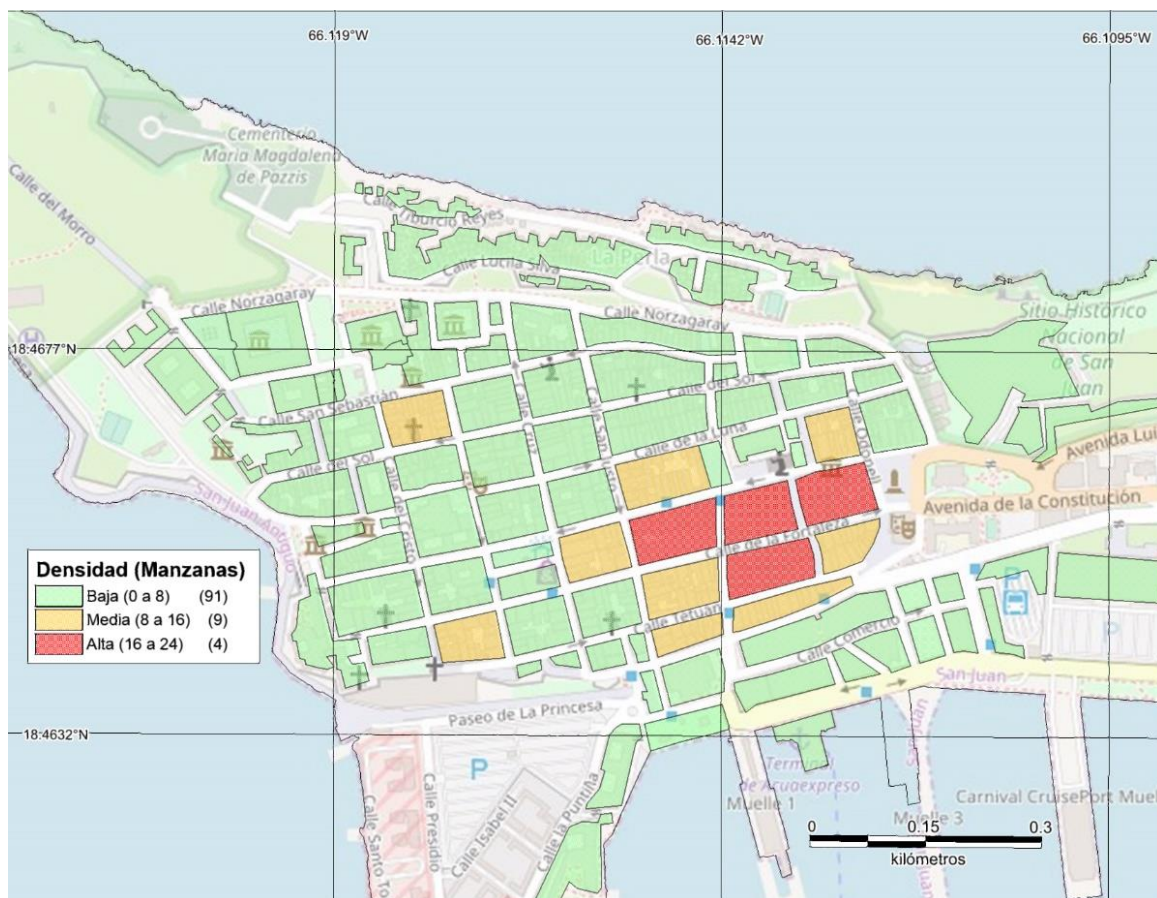 66.119°W
66.1142°W
66.1095°W
Cementerio
Maria Magdalena
de Pazzis
Calle del Morro
Calle Tiburcio Reyes
La Perla
Calle Lucila Silva
Calle Norzagaray
Calle Norzagaray
Sitio Histórico
Nacional
de San
Juan
18.4677°N
Calle San Sebastián
Calle del Sol
Calle del Sol
Calle Cruz
Calle San Justo
Calle de la Luna
Calle Odonell
Avenida Lui
Calle del Cristo
San Juan Antiguo
Avenida de la Constitución
Calle de la Fortaleza
Densidad (Manzanas)
Baja (0 a 8) (91)
Media (8 a 16) (9)
Alta (16 a 24) (4)
Calle Tetuán
Calle Comercio
P
P
San Juan
Paseo de La Princesa
18.4632°N
P
Calle Presidio
Calle Isabel II
Calle la Puntilla
Calle Santo To
Terminal
de Acuaexpreso
Muelle 1
Muelle 3
San Juan
Carnival CruisePort Muel
0 0.15 0.3
kilómetros